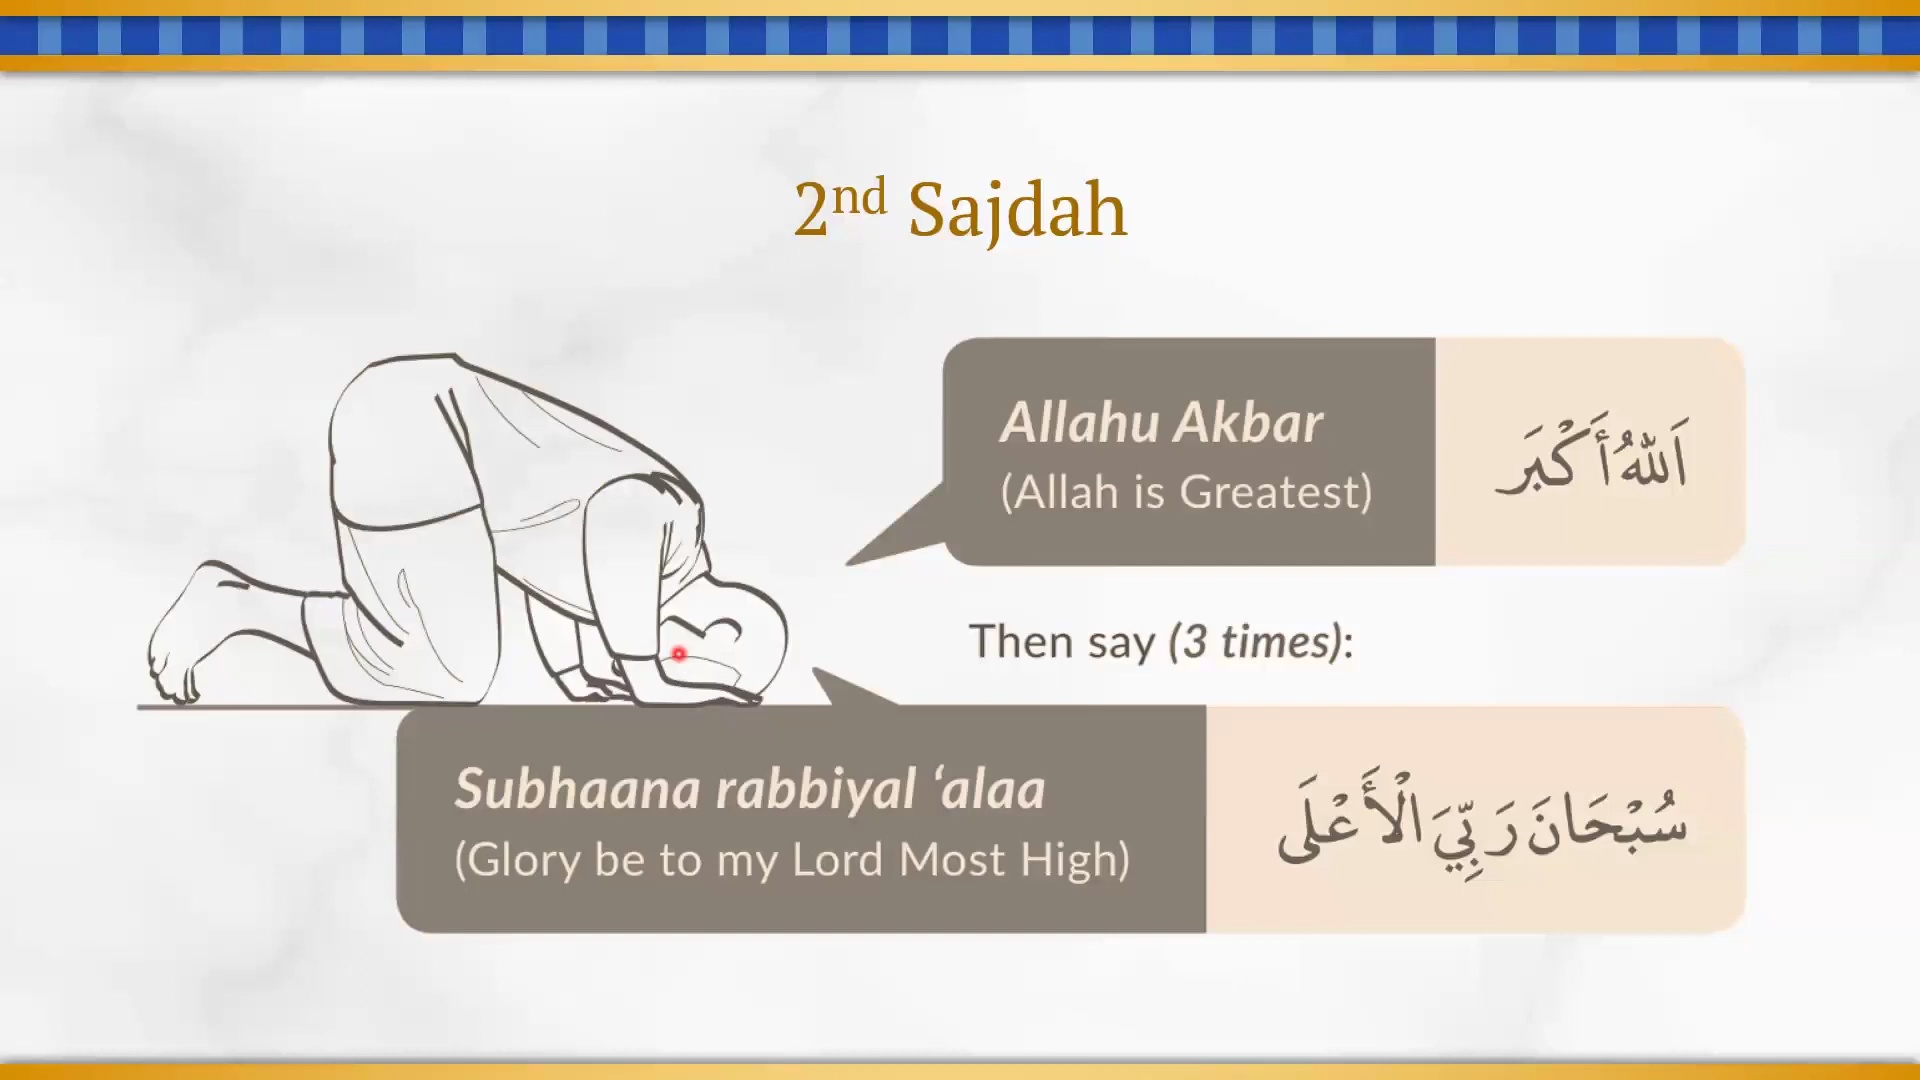 2nd Sajdah
Allahu Akbar
(Allah is Greatest)
اَللّٰهُ أَكْبَر
Then say (3 times):
Subhaana rabbiyal ‘alaa
(Glory be to my Lord Most High)
سُبْحَانَ رَبِّيَ الْأَعْلَى